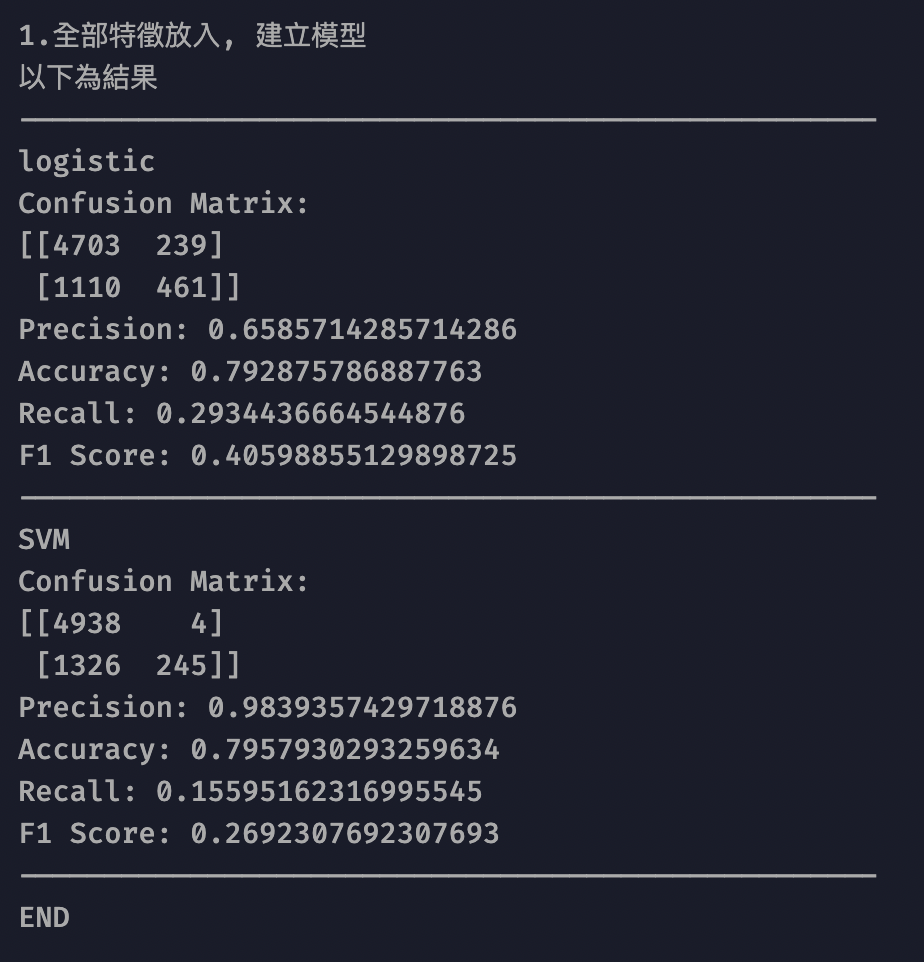 1.全部特徵放入, 建立模型
以下為結果
logistic
Confusion Matrix:
[[4703  239]
 [1110  461]]
Precision: 0.6585714285714286
Accuracy: 0.792875786887763
Recall: 0.2934436664544876
F1 Score: 0.40598855129898725
SVM
Confusion Matrix:
[[4938    4]
 [1326  245]]
Precision: 0.9839357429718876
Accuracy: 0.7957930293259634
Recall: 0.15595162316995545
F1 Score: 0.2692307692307693
END